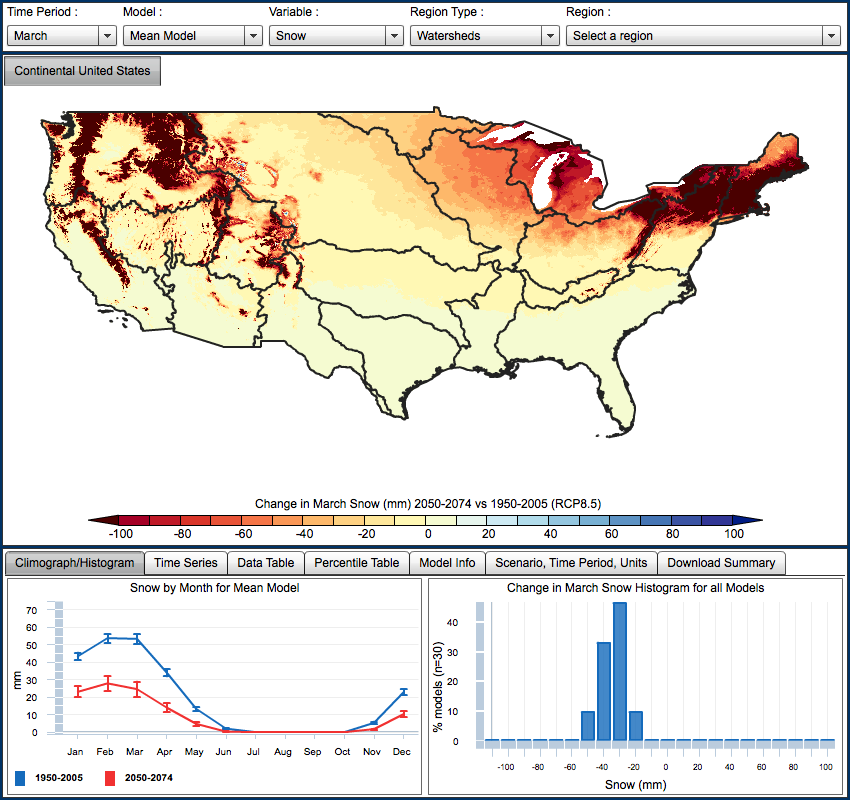 Time Period : Model : Variable : Region Type : Region :
March Mean Model Snow Watersheds Select a region
Continental United States
Change in March Snow (mm) 2050-2074 vs 1950-2005 (RCP8.5)
-100 -80 -60 -40 -20 0 20 40 60 80 100
Climograph/Histogram Time Series Data Table Percentile Table Model Info Scenario, Time Period, Units Download Summary
Snow by Month for Mean Model
70
60
50
40
30
20
10
0
mm
Jan Feb Mar Apr May Jun Jul Aug Sep Oct Nov Dec
1950-2005 2050-2074
Change in March Snow Histogram for all Models
40
30
20
10
0
% models (n=30)
-100 -80 -60 -40 -20 0 20 40 60 80 100
Snow (mm)